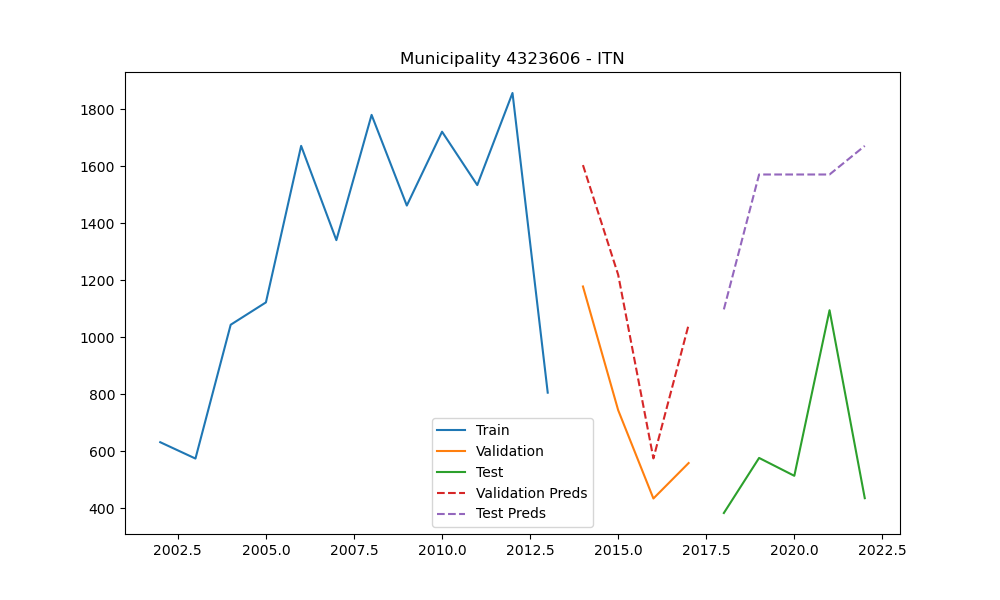 Municipality 4323606 - ITN
1800
1600
1400
1200
1000
800
600
400
Train
Validation
Test
Validation Preds
Test Preds
2002.5 2005.0 2007.5 2010.0 2012.5 2015.0 2017.5 2020.0 2022.5